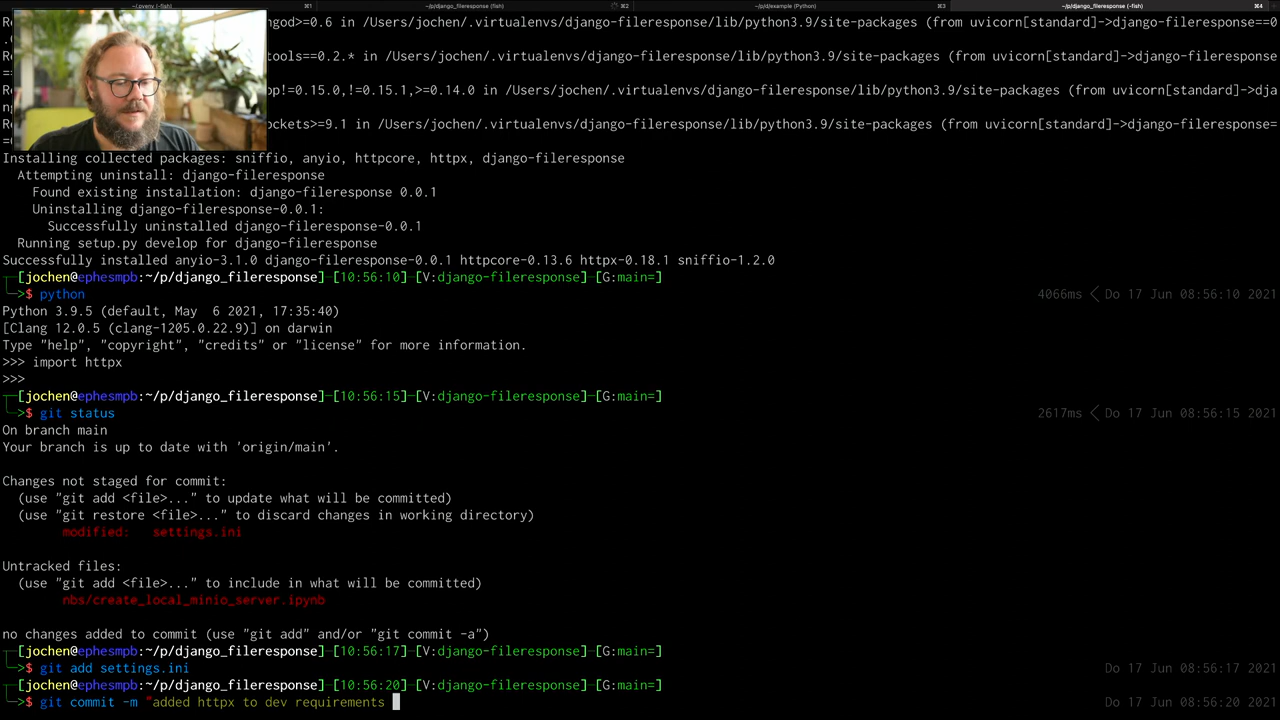 ~/.pyenv (-fish) ⌘1 ~/p/django_fileresponse (fish) ⌘2 ~/p/d/example (Python) ⌘3 ~/p/django_fileresponse (-fish) ⌘4
ngod>=0.6 in /Users/jochen/.virtualenvs/django-fileresponse/lib/python3.9/site-packages (from uvicorn[standard]->django-fileresponse==0
tools==0.2.* in /Users/jochen/.virtualenvs/django-fileresponse/lib/python3.9/site-packages (from uvicorn[standard]->django-fileresponse
op!=0.15.0,!=0.15.1,>=0.14.0 in /Users/jochen/.virtualenvs/django-fileresponse/lib/python3.9/site-packages (from uvicorn[standard]->dja
ockets>=9.1 in /Users/jochen/.virtualenvs/django-fileresponse/lib/python3.9/site-packages (from uvicorn[standard]->django-fileresponse=
Installing collected packages: sniffio, anyio, httpcore, httpx, django-fileresponse
Attempting uninstall: django-fileresponse
Found existing installation: django-fileresponse 0.0.1
Uninstalling django-fileresponse-0.0.1:
Successfully uninstalled django-fileresponse-0.0.1
Running setup.py develop for django-fileresponse
Successfully installed anyio-3.1.0 django-fileresponse-0.0.1 httpcore-0.13.6 httpx-0.18.1 sniffio-1.2.0
[jochen@ephesmpb:~/p/django_fileresponse]-[10:56:10]-[V:django-fileresponse]-[G:main=]
>$ python 4066ms < Do 17 Jun 08:56:10 2021
Python 3.9.5 (default, May 6 2021, 17:35:40)
[Clang 12.0.5 (clang-1205.0.22.9)] on darwin
Type "help", "copyright", "credits" or "license" for more information.
>>> import httpx
>>>
[jochen@ephesmpb:~/p/django_fileresponse]-[10:56:15]-[V:django-fileresponse]-[G:main=]
>$ git status 2617ms < Do 17 Jun 08:56:15 2021
On branch main
Your branch is up to date with 'origin/main'.
Changes not staged for commit:
(use "git add <file>..." to update what will be committed)
(use "git restore <file>..." to discard changes in working directory)
modified: settings.ini
Untracked files:
(use "git add <file>..." to include in what will be committed)
nbs/create_local_minio_server.ipynb
no changes added to commit (use "git add" and/or "git commit -a")
[jochen@ephesmpb:~/p/django_fileresponse]-[10:56:17]-[V:django-fileresponse]-[G:main=]
>$ git add settings.ini Do 17 Jun 08:56:17 2021
[jochen@ephesmpb:~/p/django_fileresponse]-[10:56:20]-[V:django-fileresponse]-[G:main=]
>$ git commit -m "added httpx to dev requirements Do 17 Jun 08:56:20 2021